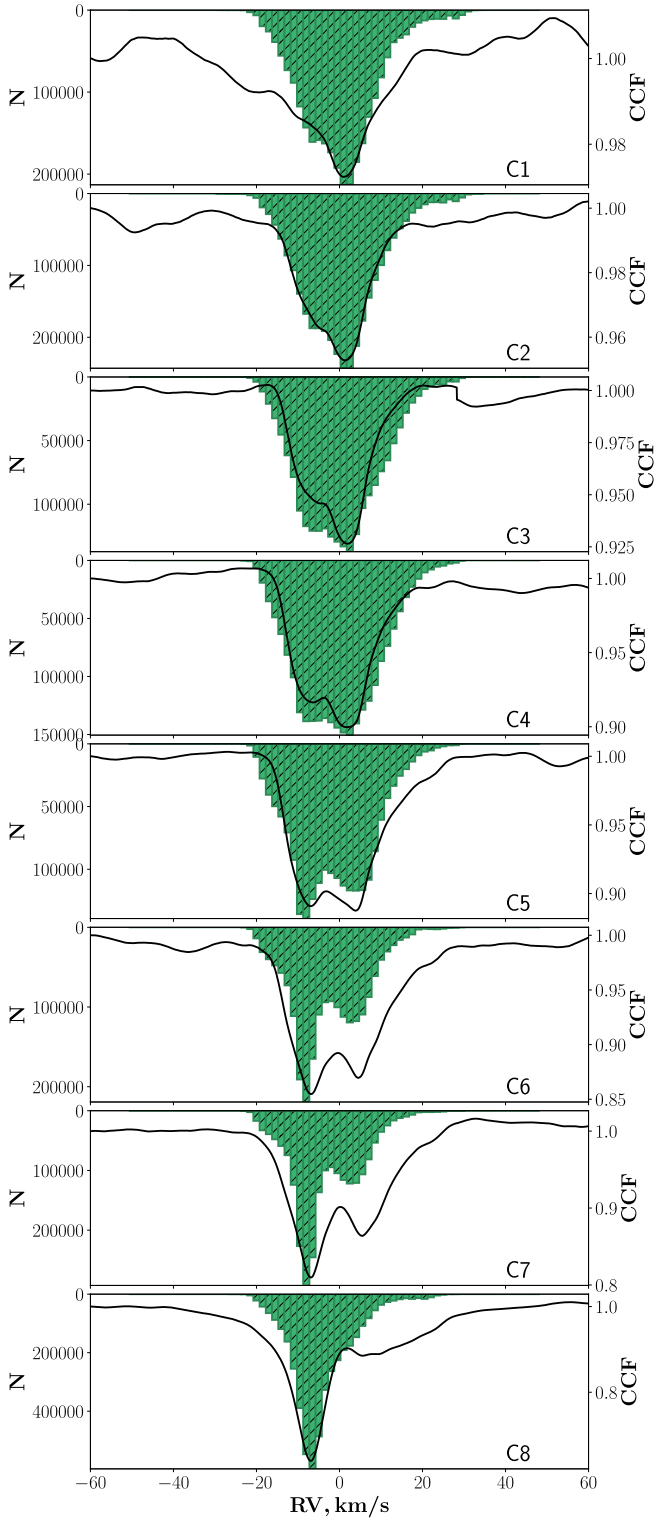 0
100000
200000
N
1.00
0.98
CCF
C1
0
100000
200000
N
1.00
0.98
0.96
CCF
C2
0
50000
100000
N
1.000
0.975
0.950
0.925
CCF
C3
0
50000
100000
150000
N
1.00
0.95
0.90
CCF
C4
0
50000
100000
N
1.00
0.95
0.90
CCF
C5
0
100000
200000
N
1.00
0.95
0.90
0.85
CCF
C6
0
100000
200000
N
1.0
0.9
0.8
CCF
C7
0
200000
400000
N
1.0
0.8
CCF
C8
−60 −40 −20 0 20 40 60
RV, km/s